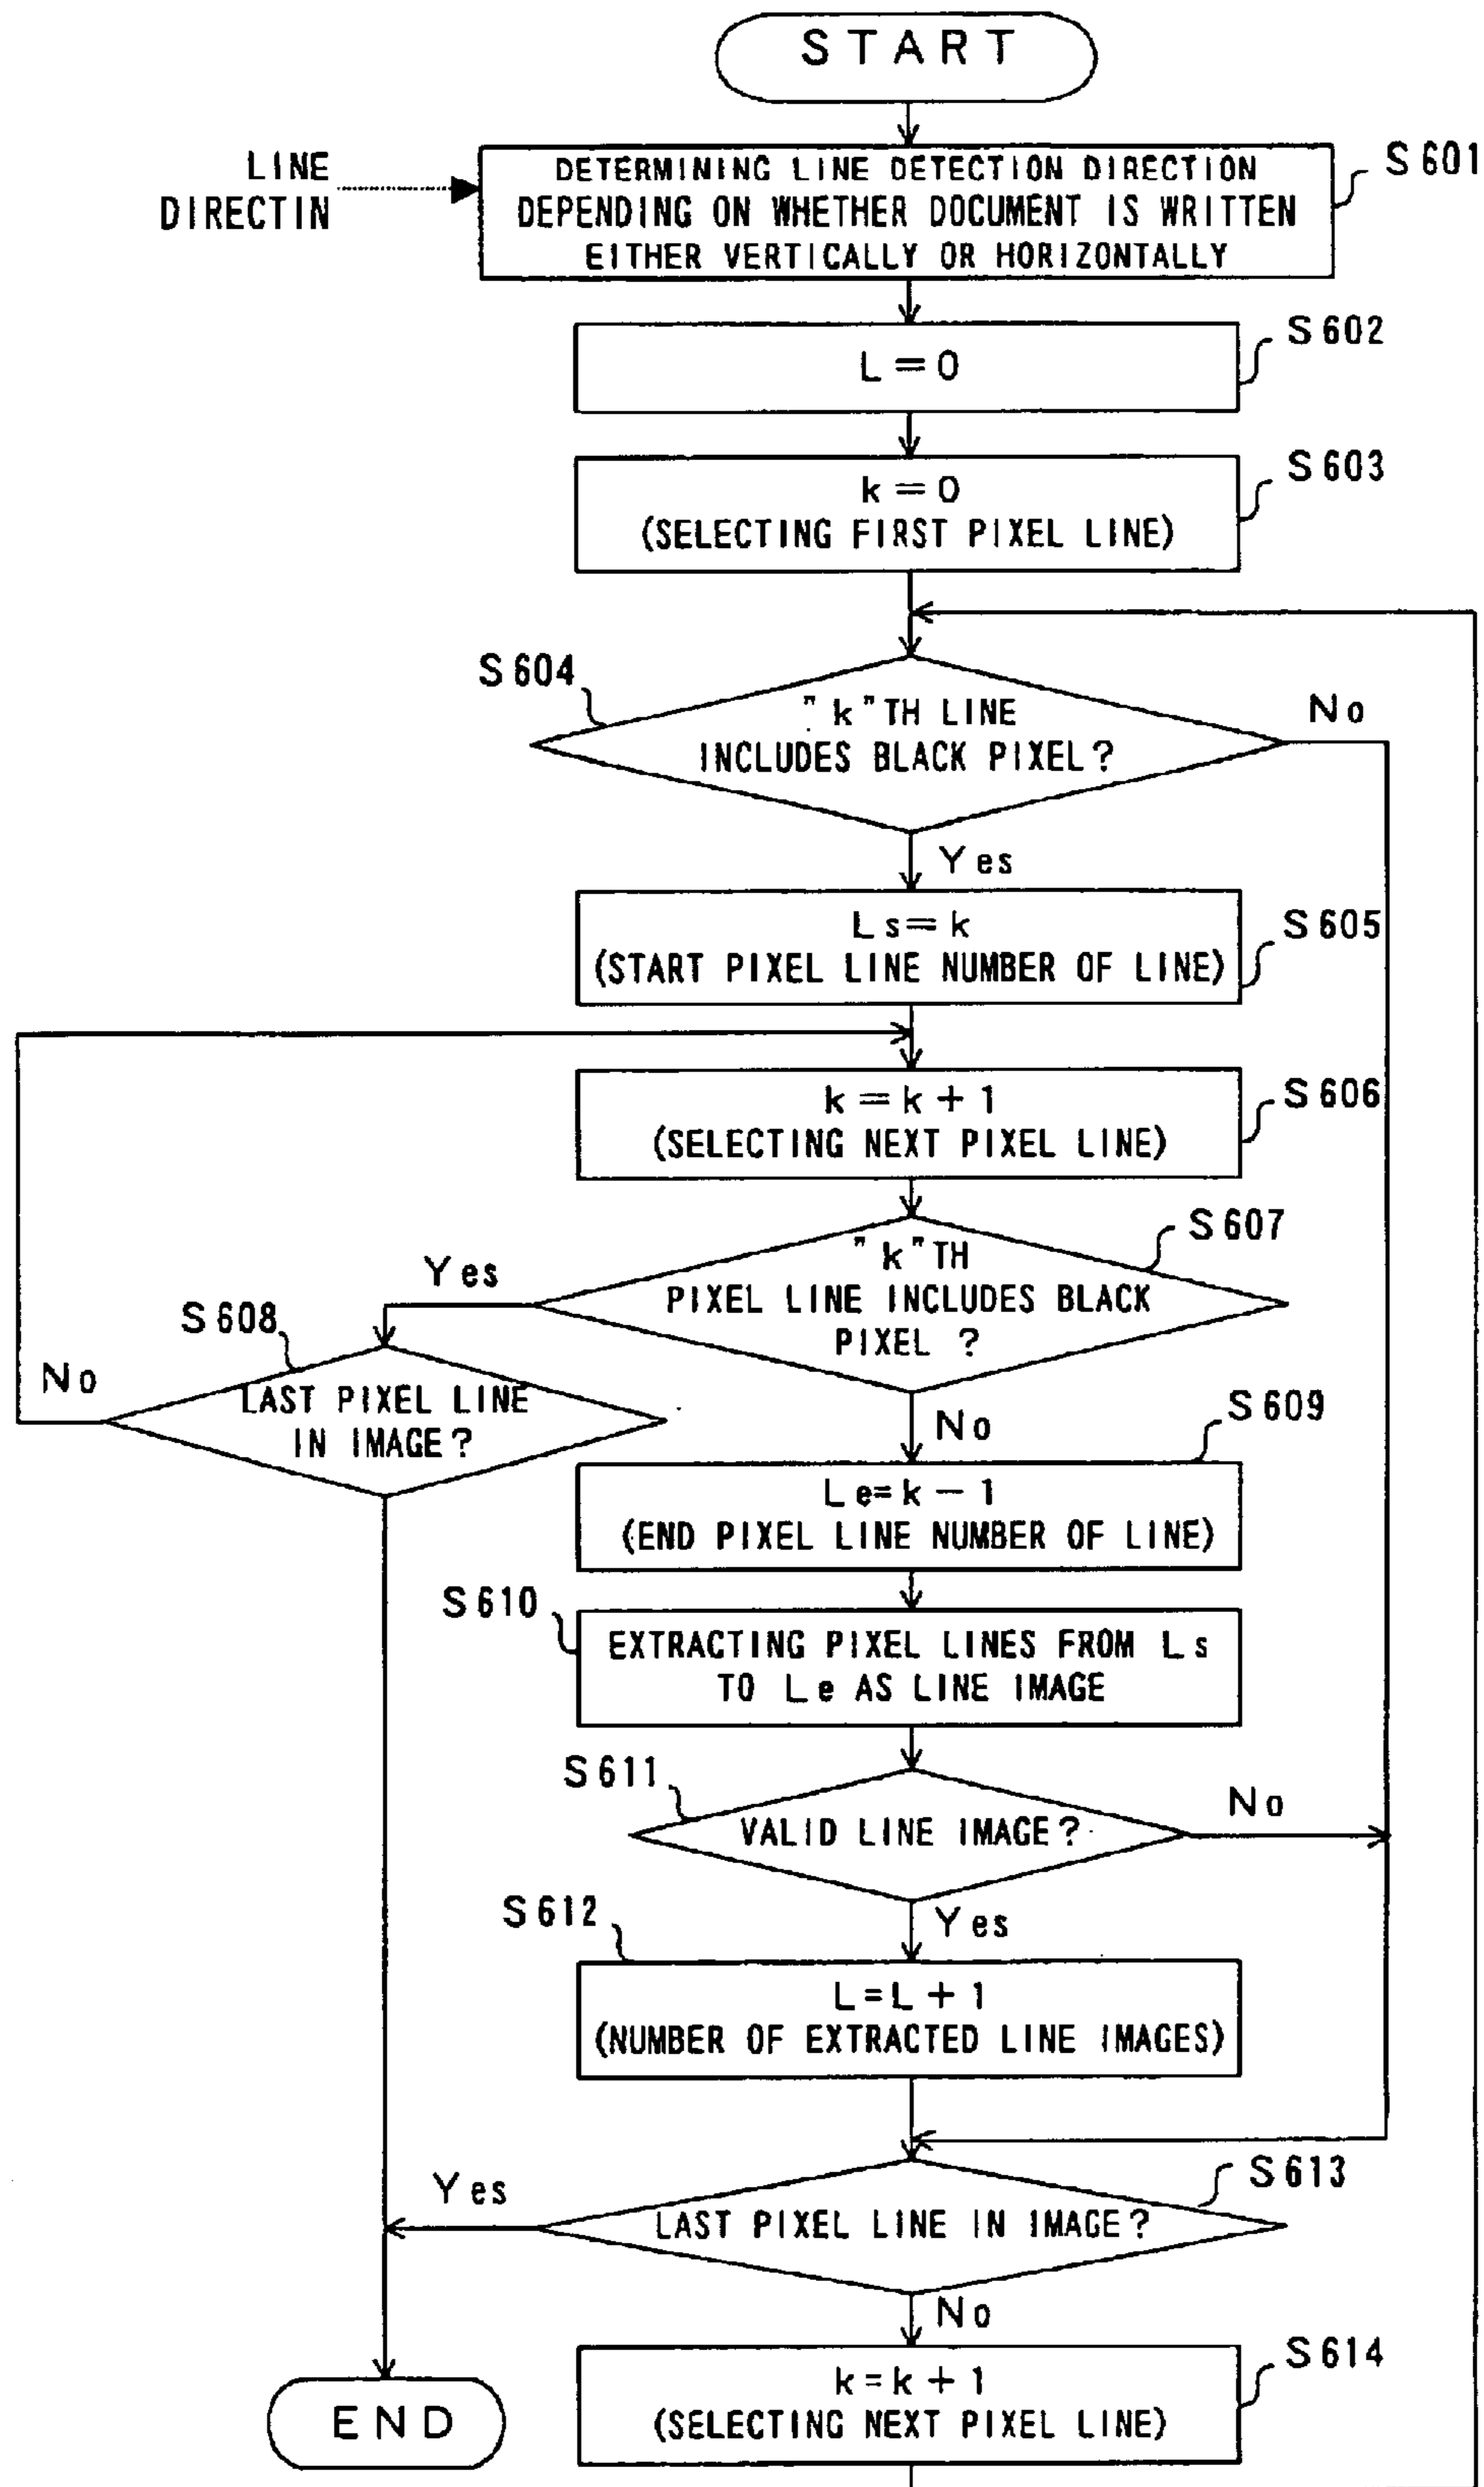 START
LINE
DIRECTIN
DETERMINING LINE DETECTION DIRECTION
DEPENDING ON WHETHER DOCUMENT IS WRITTEN
EITHER VERTICALLY OR HORIZONTALLY
S601
L=0
S602
k=0
(SELECTING FIRST PIXEL LINE)
S603
S604
"k"TH LINE
INCLUDES BLACK PIXEL?
No
Yes
Ls=k
(START PIXEL LINE NUMBER OF LINE)
S605
k=k+1
(SELECTING NEXT PIXEL LINE)
S606
"k"TH
PIXEL LINE INCLUDES BLACK
PIXEL ?
S607
Yes
S608
No
LAST PIXEL LINE
IN IMAGE?
No
S609
Le=k-1
(END PIXEL LINE NUMBER OF LINE)
S610
EXTRACTING PIXEL LINES FROM Ls
TO Le AS LINE IMAGE
S611
VALID LINE IMAGE?
No
Yes
S612
L=L+1
(NUMBER OF EXTRACTED LINE IMAGES)
S613
Yes
LAST PIXEL LINE IN IMAGE?
No
S614
k=k+1
(SELECTING NEXT PIXEL LINE)
END